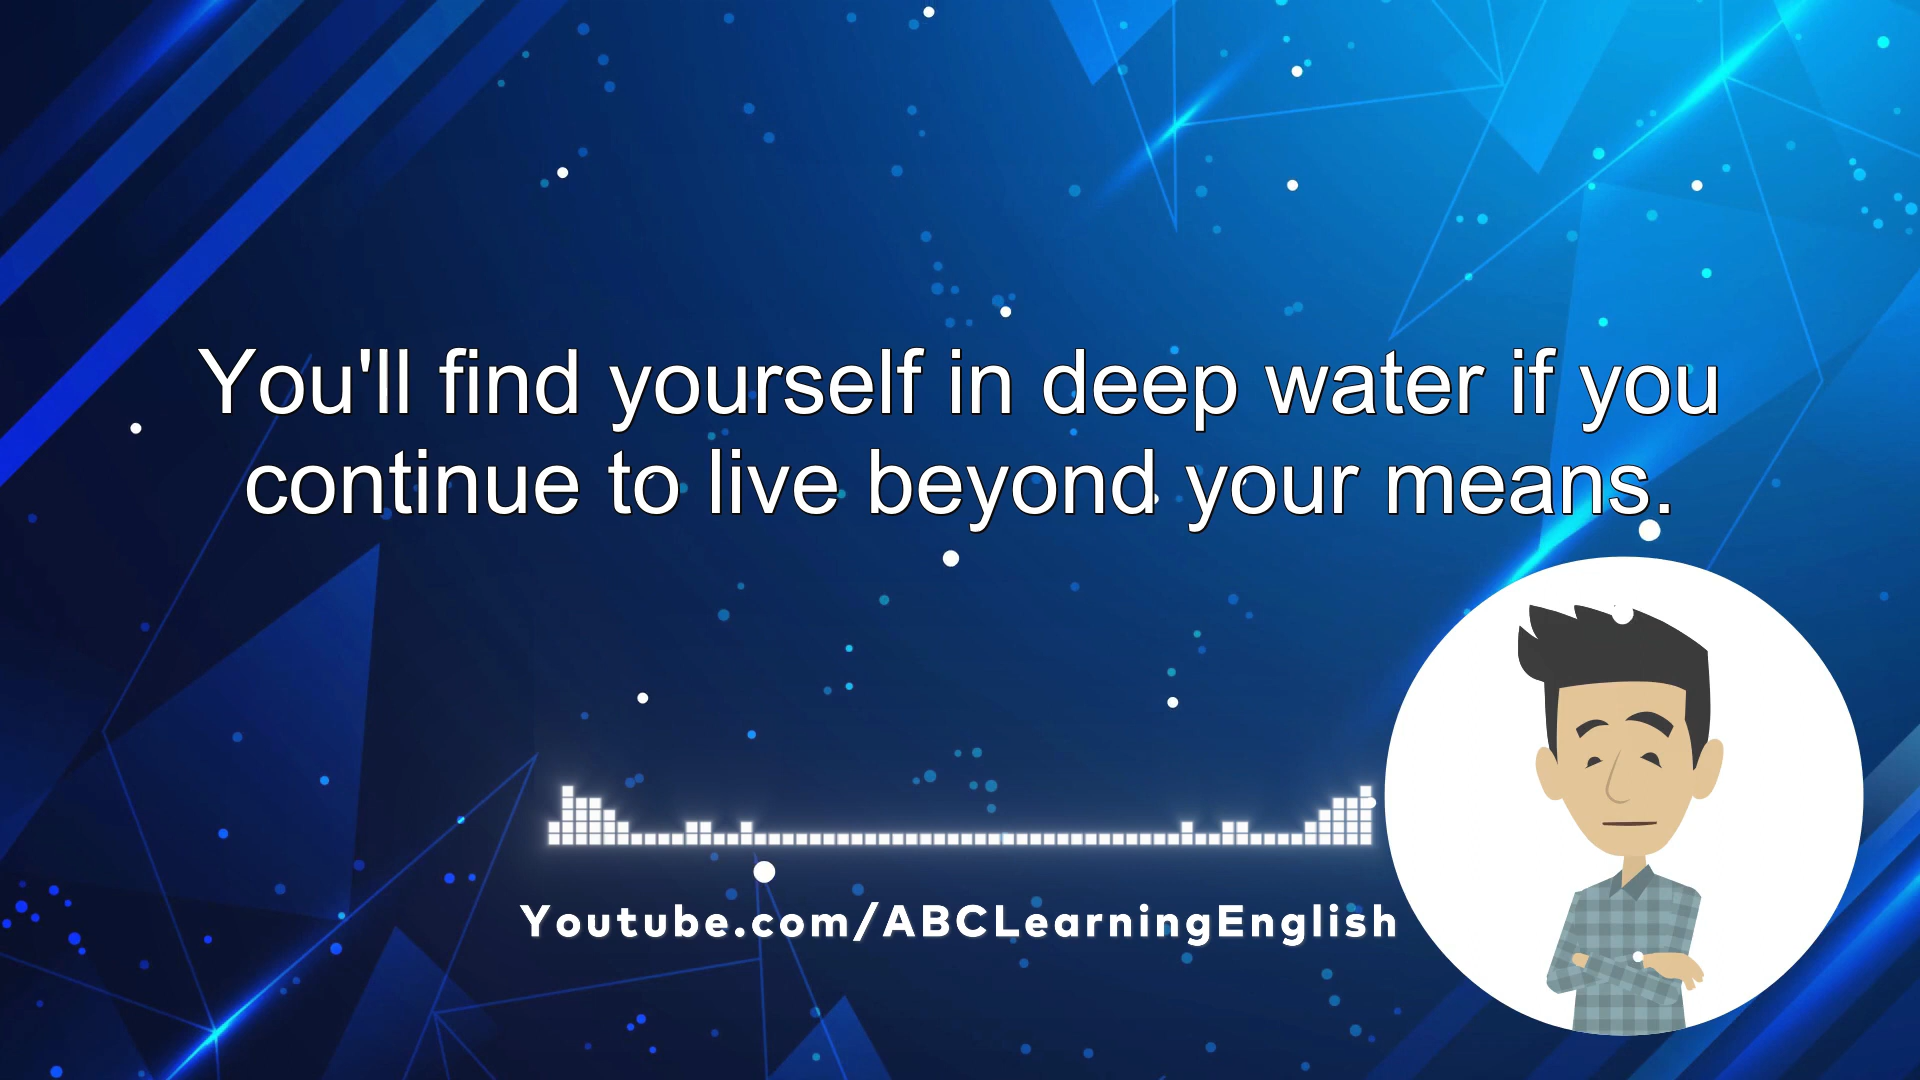 You'll find yourself in deep water if you
continue to live beyond your means.
Youtube.com/ABCLearningEnglish